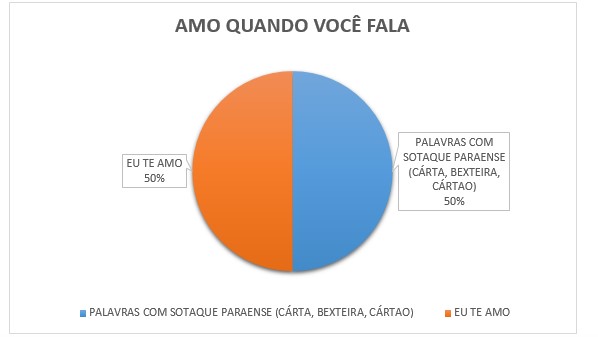 AMO QUANDO VOCÊ FALA
EU TE AMO
50%
PALAVRAS COM
SOTAQUE PARAENSE
(CÁRTA, BEXTEIRA,
CÁRTAO)
50%
PALAVRAS COM SOTAQUE PARAENSE (CÁRTA, BEXTEIRA, CÁRTAO)
EU TE AMO